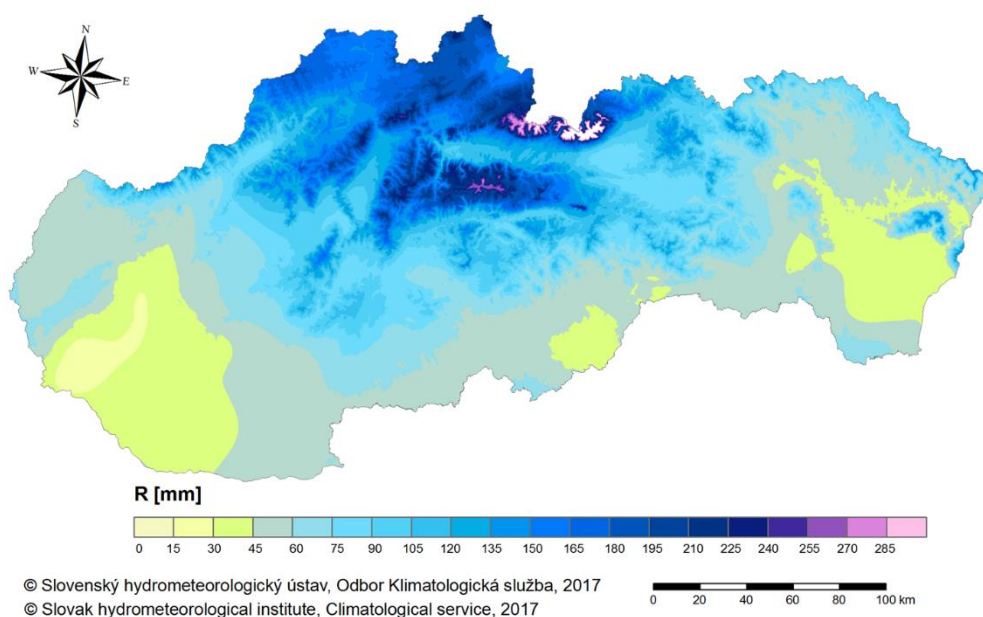 N
W E
S
R [mm]
0 15 30 45 60 75 90 105 120 135 150 165 180 195 210 225 240 255 270 285
© Slovenský hydrometeorologický ústav, Odbor Klimatologická služba, 2017
© Slovak hydrometeorological institute, Climatological service, 2017
0 20 40 60 80 100 km